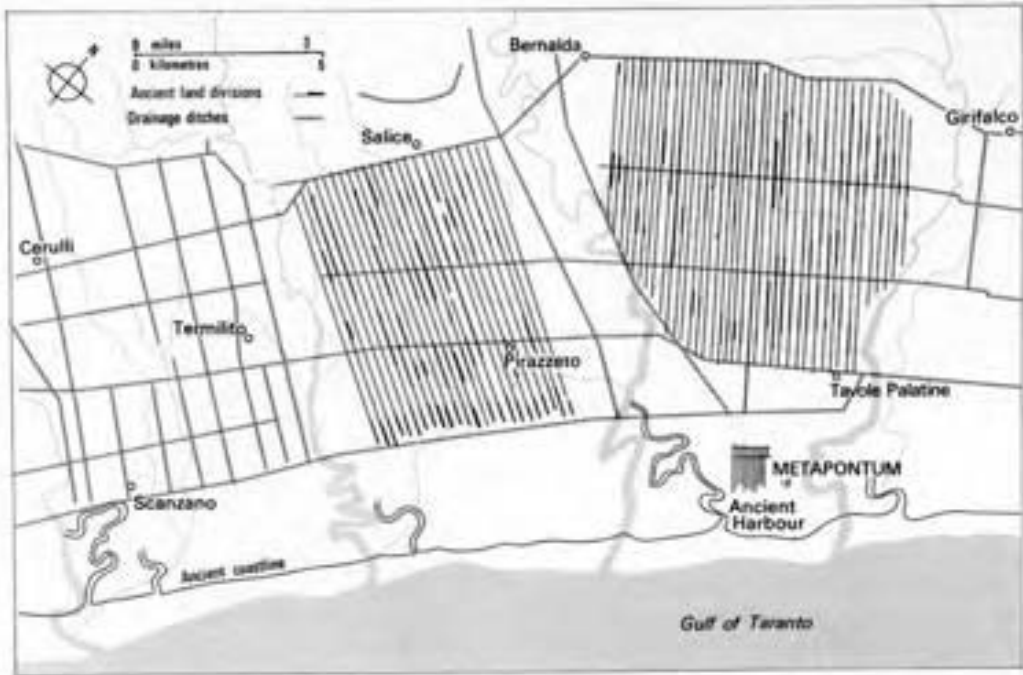 0 miles 3
0 kilometres 5
Ancient land divisions
Drainage ditches
Bernalda
Girifalco
Salice
Cerulli
Termilito
Pirazzeto
Tavole Palatine
METAPONTUM
Scanzano
Ancient
Harbour
Ancient coastline
Gulf of Taranto